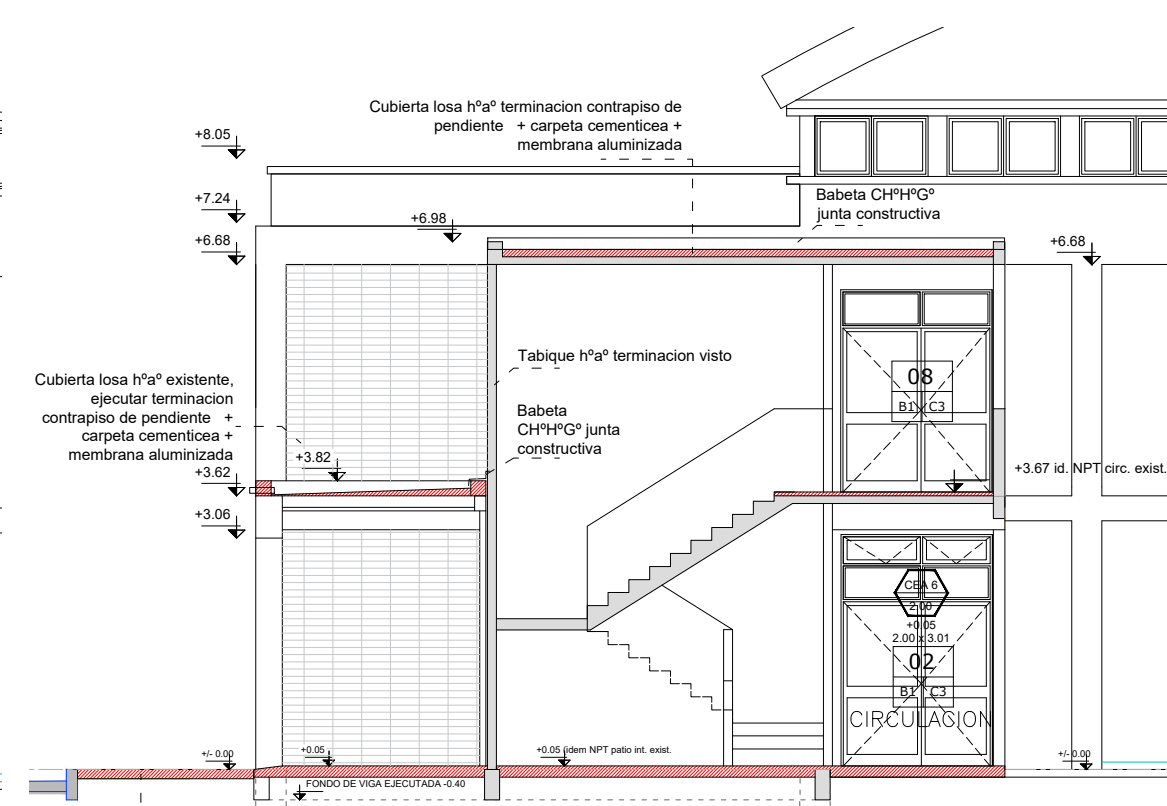 Cubierta losa hºaº terminacion contrapiso de
pendiente + carpeta cementicea +
membrana aluminizada
+8.05
+7.24
+6.98
+6.68
Babeta CHºHºGº
junta constructiva
+6.68
Tabique hºaº terminacion visto
Cubierta losa hºaº existente,
ejecutar terminacion
contrapiso de pendiente +
carpeta cementicea +
membrana aluminizada
08
B1 C3
Babeta
CHºHºGº junta
constructiva
+3.82
+3.62
+3.67 id. NPT circ. exist.
+3.06
CEA 6
2.00
+0.05
2.00 x 3.01
02
B1 C3
CIRCULACION
+/- 0.00
+0.05
+0.05 (idem NPT patio int. exist.
+/- 0.00
FONDO DE VIGA EJECUTADA -0.40